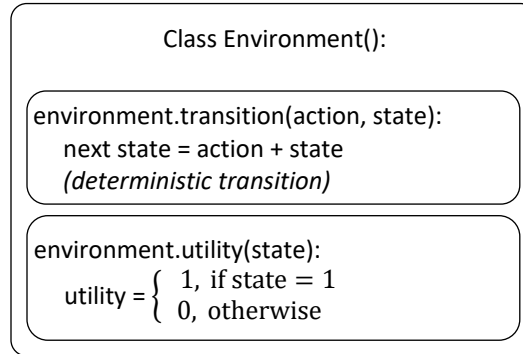 Class Environment():
environment.transition(action, state):
next state = action + state
(deterministic transition)
environment.utility(state):
utility = { 1, if state = 1
0, otherwise